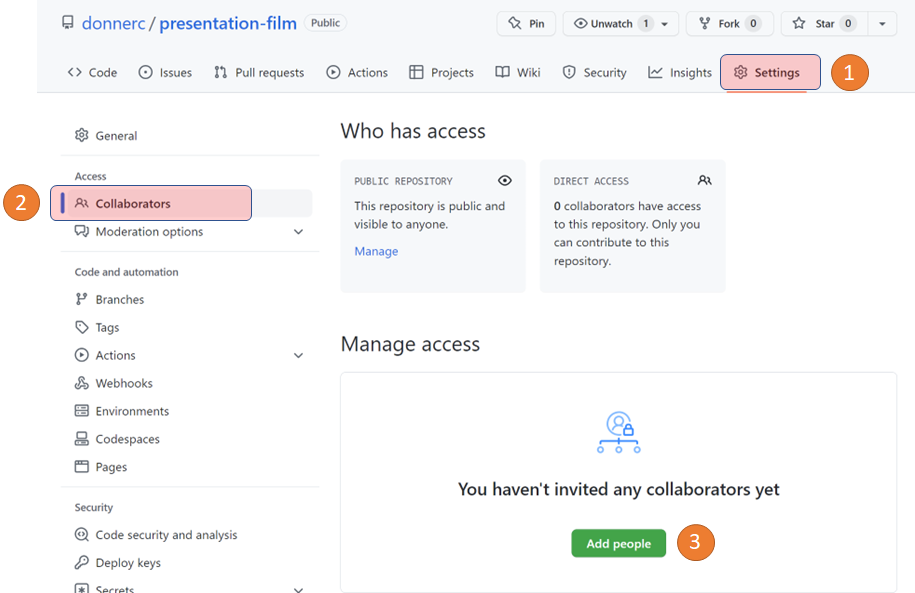 donnerc / presentation-film Public
Pin
Unwatch 1
Fork 0
Star 0
Code
Issues
Pull requests
Actions
Projects
Wiki
Security
Insights
Settings
1
General
Access
2
Collaborators
Moderation options
Code and automation
Branches
Tags
Actions
Webhooks
Environments
Codespaces
Pages
Security
Code security and analysis
Deploy keys
Secrets
Who has access
PUBLIC REPOSITORY
This repository is public and
visible to anyone.
Manage
DIRECT ACCESS
0 collaborators have access
to this repository. Only you
can contribute to this
repository.
Manage access
You haven't invited any collaborators yet
Add people
3